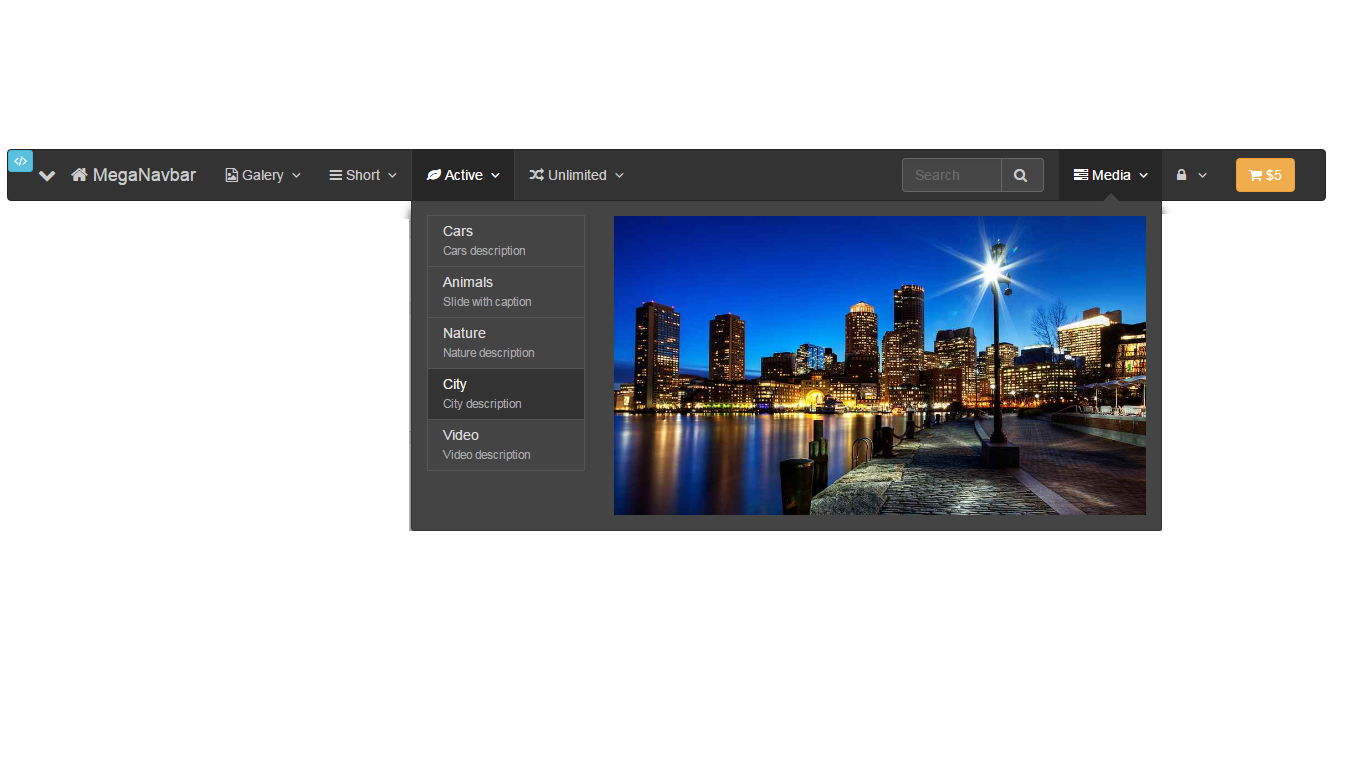 </>
MegaNavbar
Galery
Short
Active
Unlimited
Search
Media
$5
Cars
Cars description
Animals
Slide with caption
Nature
Nature description
City
City description
Video
Video description